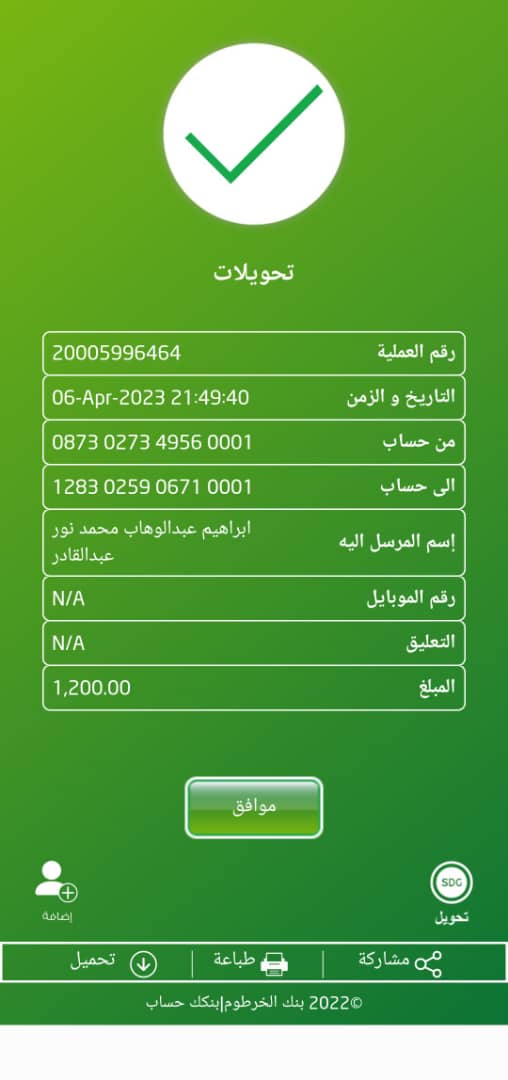 تحويلات
رقم العملية 20005996464
التاريخ و الزمن 06-Apr-2023 21:49:40
من حساب 0873 0273 4956 0001
الى حساب 1283 0259 0671 0001
إسم المرسل اليه ابراهيم عبدالوهاب محمد نور
عبدالقادر
رقم الموبايل N/A
التعليق N/A
المبلغ 1,200.00
موافق
SDG
تحويل
إضافة
مشاركة
طباعة
تحميل
©2022 بنك الخرطوم|بنكك حساب